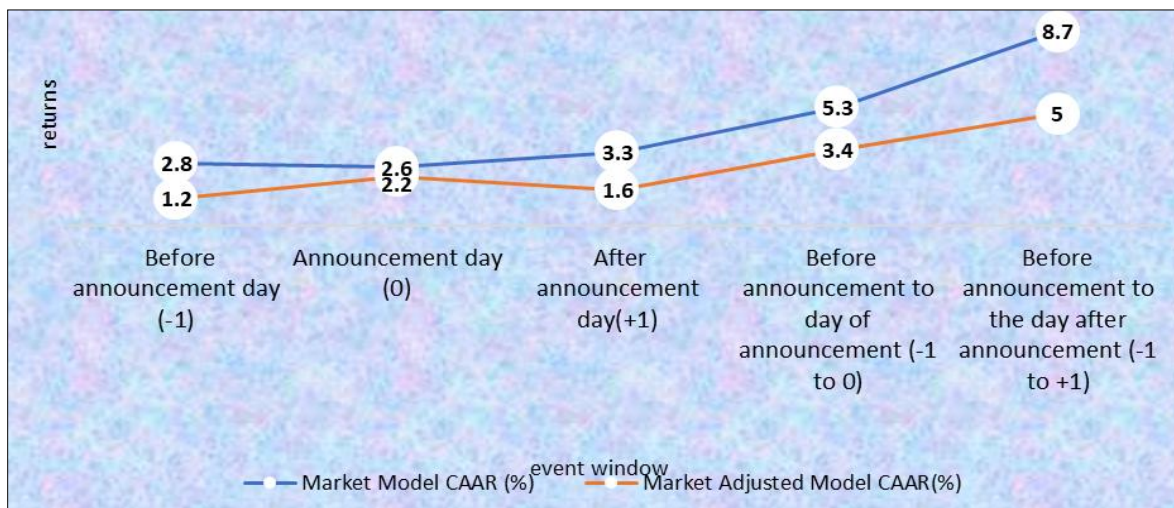 returns
2.8
2.6
3.3
5.3
8.7
1.2
2.2
1.6
3.4
5
Before
announcement day
(-1)
Announcement day
(0)
After
announcement
day(+1)
Before
announcement to
day of
announcement (-1
to 0)
Before
announcement to
the day after
announcement (-1
to +1)
event window
Market Model CAAR (%)
Market Adjusted Model CAAR(%)